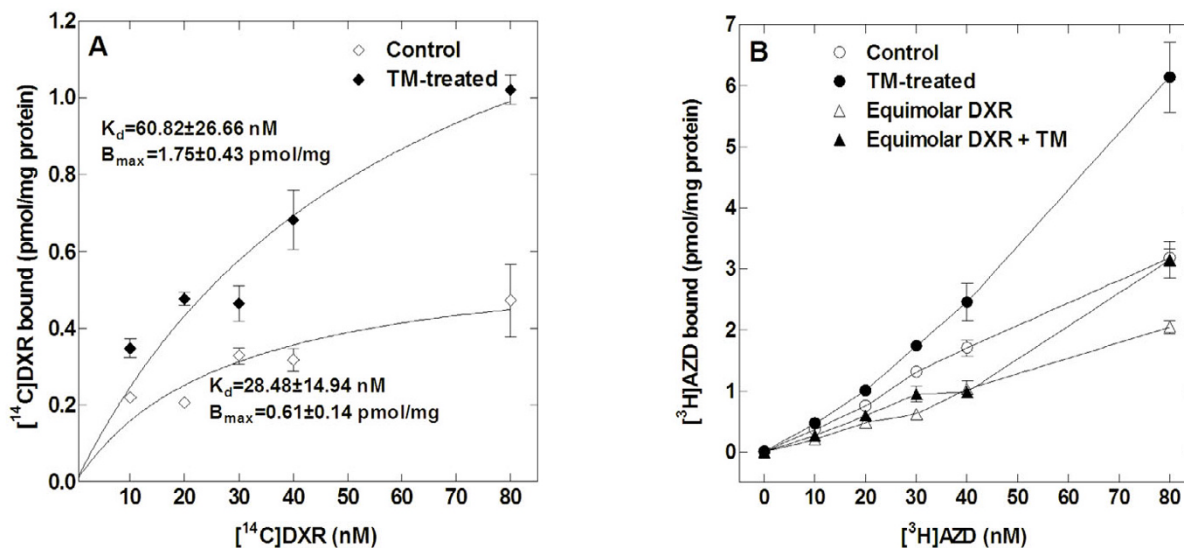 A
Control
TM-treated
K_d=60.82±26.66 nM
B_max=1.75±0.43 pmol/mg
K_d=28.48±14.94 nM
B_max=0.61±0.14 pmol/mg
[¹⁴C]DXR bound (pmol/mg protein)
1.2
1.0
0.8
0.6
0.4
0.2
0.0
10 20 30 40 50 60 70 80
[¹⁴C]DXR (nM)
B
Control
TM-treated
Equimolar DXR
Equimolar DXR + TM
[³H]AZD bound (pmol/mg protein)
7
6
5
4
3
2
1
0
0 10 20 30 40 50 60 70 80
[³H]AZD (nM)